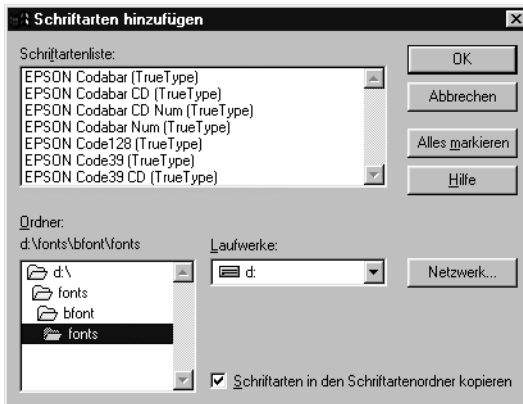 Schriftarten hinzufügen
Schriftartenliste:
EPSON Codabar (TrueType)
EPSON Codabar CD (TrueType)
EPSON Codabar CD Num (TrueType)
EPSON Codabar Num (TrueType)
EPSON Code128 (TrueType)
EPSON Code39 (TrueType)
EPSON Code39 CD (TrueType)
OK
Abbrechen
Alles markieren
Hilfe
Ordner:
d:\fonts\bfont\fonts
d:\
fonts
bfont
fonts
Laufwerke:
d:
Netzwerk...
Schriftarten in den Schriftartenordner kopieren